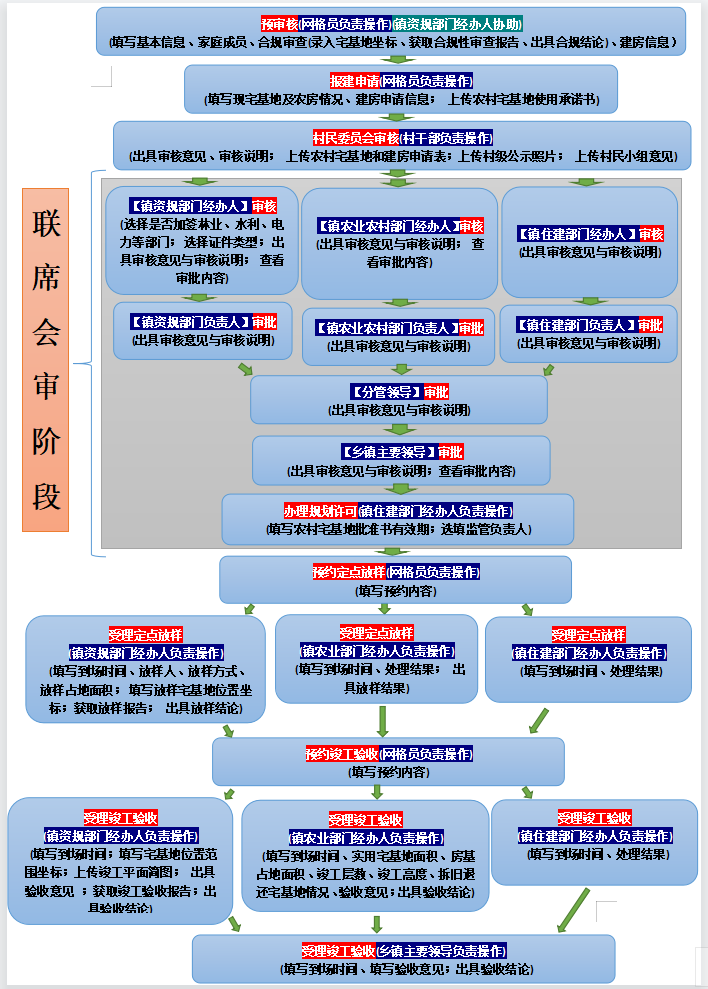 预审核(网格员负责操作)(镇资规部门经办人协助)
(填写基本信息、家庭成员、合规审查(录入宅基地坐标、获取合规性审查报告、出具合规结论)、建房信息)
报建申请(网格员负责操作)
(填写现宅基地及农房情况、建房申请信息； 上传农村宅基地使用承诺书)
村民委员会审核(村干部负责操作)
(出具审核意见、审核说明； 上传农村宅基地和建房申请表；上传村级公示照片； 上传村民小组意见)
联席会审阶段
【镇资规部门经办人】审核
(选择是否加签林业、水利、电
力等部门； 选择证件类型；出
具审核意见与审核说明； 查看
审批内容)
【镇农业农村部门经办人】审核
(出具审核意见与审核说明； 查
看审批内容)
【镇住建部门经办人】审核
(出具审核意见与审核说明)
【镇资规部门负责人】审批
(出具审核意见与审核说明)
【镇农业农村部门负责人】审批
(出具审核意见与审核说明)
【镇住建部门负责人】审批
(出具审核意见与审核说明)
【分管领导】审批
(出具审核意见与审核说明)
【乡镇主要领导】审批
(出具审核意见与审核说明；查看审批内容)
办理规划许可(镇住建部门经办人负责操作)
(填写农村宅基地批准书有效期；选填监管负责人)
预约定点放样(网格员负责操作)
(填写预约内容)
受理定点放样
(镇资规部门经办人负责操作)
(填写到场时间、放样人、放样方式、
放样占地面积； 填写放样宅基地位置坐
标；获取放样报告； 出具放样结论)
受理定点放样
(镇农业部门经办人负责操作)
(填写到场时间、处理结果； 出
具放样结果)
受理定点放样
(镇住建部门经办人负责操作)
(填写到场时间、处理结果)
预约竣工验收(网格员负责操作)
(填写预约内容)
受理竣工验收
(镇资规部门经办人负责操作)
(填写到场时间；填写宅基地位置范
围坐标；上传竣工平面简图； 出具
验收意见 ；获取竣工验收报告；出
具验收结论)
受理竣工验收
(镇农业部门经办人负责操作)
(填写到场时间、实用宅基地面积、房基
占地面积、竣工层数、竣工高度、拆旧退
还宅基地情况、验收意见；出具验收结论)
受理竣工验收
(镇住建部门经办人负责操作)
(填写到场时间、处理结果)
受理竣工验收(乡镇主要领导负责操作)
(填写到场时间、填写验收意见；出具验收结论)